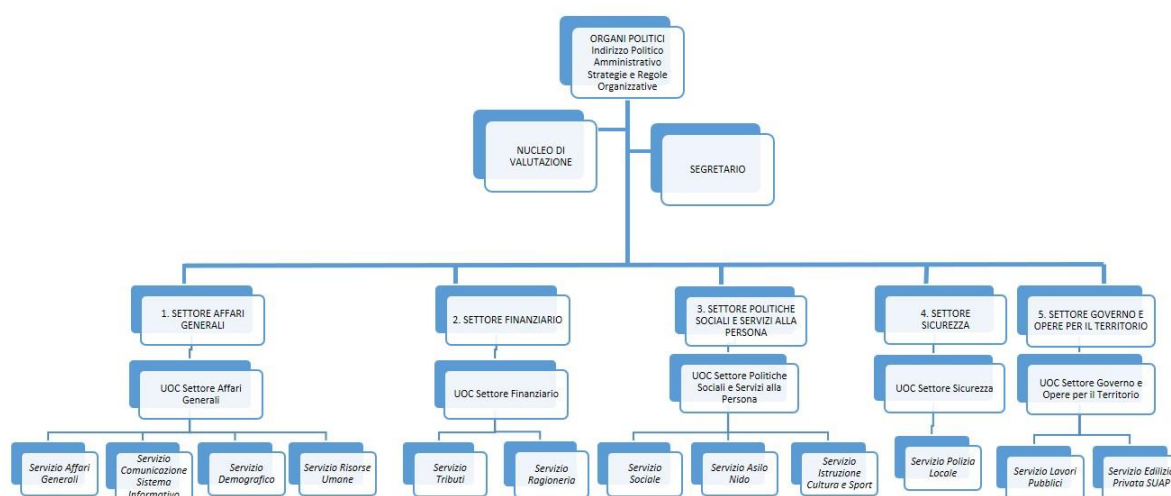 ORGANI POLITICI
Indirizzo Politico
Amministrativo
Strategie e Regole
Organizzative
NUCLEO DI
VALUTAZIONE
SEGRETARIO
1. SETTORE AFFARI
GENERALI
2. SETTORE FINANZIARIO
3. SETTORE POLITICHE
SOCIALI E SERVIZI ALLA
PERSONA
4. SETTORE
SICUREZZA
5. SETTORE GOVERNO E
OPERE PER IL TERRITORIO
UOC Settore Affari
Generali
UOC Settore Finanziario
UOC Settore Politiche
Sociali e Servizi alla
Persona
UOC Settore Sicurezza
UOC Settore Governo e
Opere per il Territorio
Servizio Affari
Generali
Servizio
Comunicazione
Sistema
Informativo
Servizio
Demografico
Servizio Risorse
Umane
Servizio
Tributi
Servizio
Ragioneria
Servizio
Sociale
Servizio Asilo
Nido
Servizio
Istruzione
Cultura e Sport
Servizio Polizia
Locale
Servizio Lavori
Pubblici
Servizio Edilizia
Privata SUAP